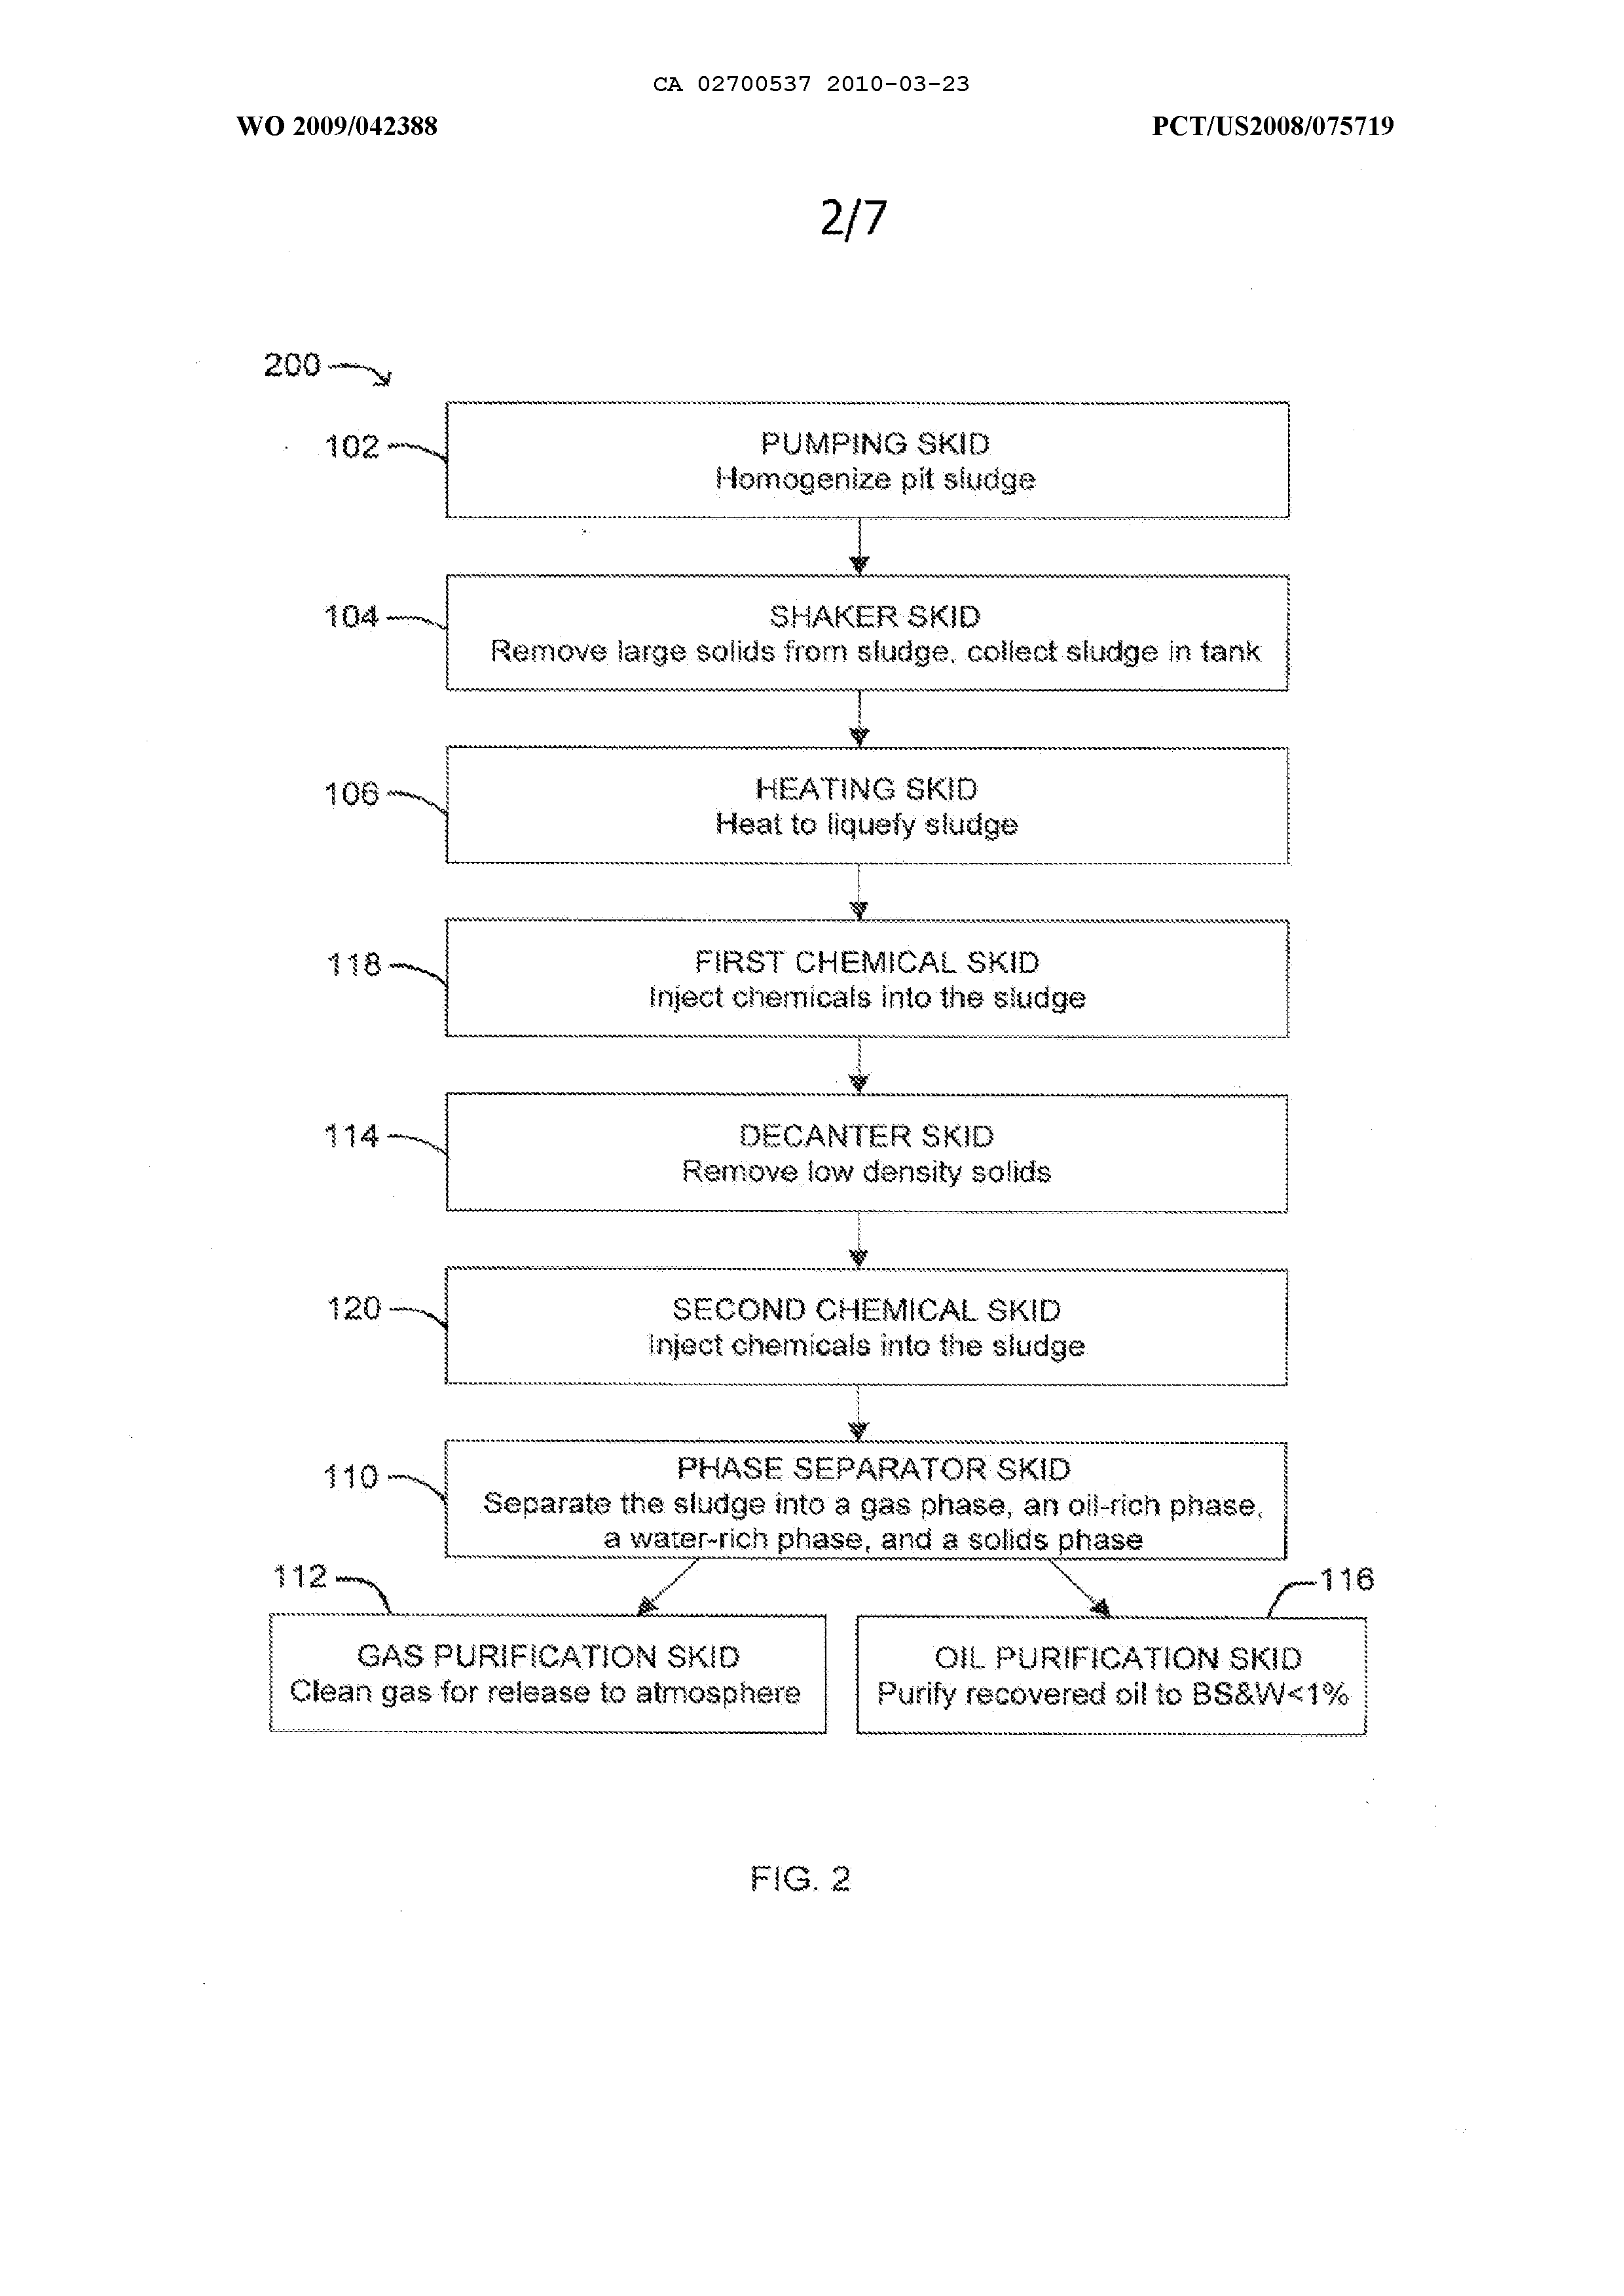 CA 02700537 2010-03-23
WO 2009/042388
PCT/US2008/075719
2/7
200
102
PUMPING SKID
Homogenize pit sludge
104
SHAKER SKID
Remove large solids from sludge, collect sludge in tank
106
HEATING SKID
Heat to liquefy sludge
118
FIRST CHEMICAL SKID
Inject chemicals into the sludge
114
DECANTER SKID
Remove low density solids
120
SECOND CHEMICAL SKID
Inject chemicals into the sludge
110
PHASE SEPARATOR SKID
Separate the sludge into a gas phase, an oil-rich phase,
a water-rich phase, and a solids phase
112
116
GAS PURIFICATION SKID
Clean gas for release to atmosphere
OIL PURIFICATION SKID
Purify recovered oil to BS&W<1%
FIG. 2